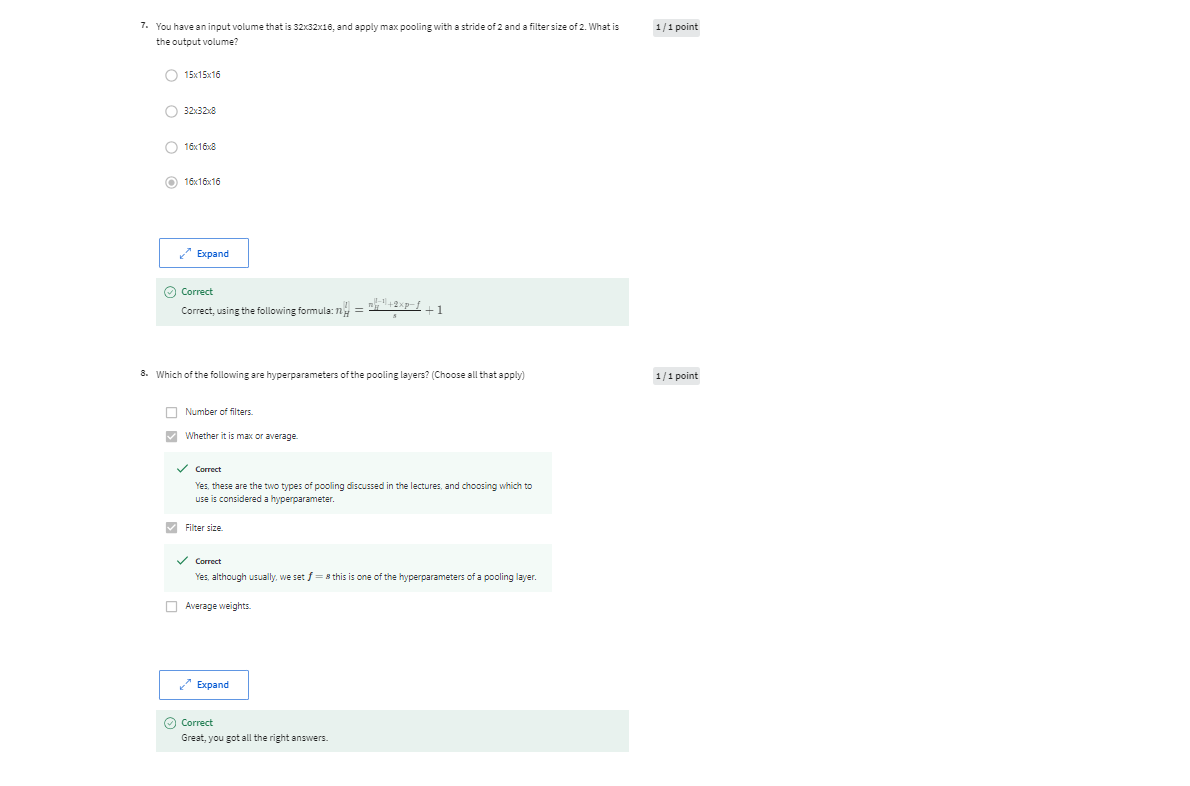 7. You have an input volume that is 32x32x16, and apply max pooling with a stride of 2 and a filter size of 2. What is 1 / 1 point
the output volume?
15x15x16
32x32x8
16x16x8
16x16x16
Expand
Correct
Correct, using the following formula: n_H^{[l]} = \frac{n_H^{[l-1]}+2×p−f}{s} + 1
8. Which of the following are hyperparameters of the pooling layers? (Choose all that apply) 1 / 1 point
Number of filters.
Whether it is max or average.
Correct
Yes, these are the two types of pooling discussed in the lectures, and choosing which to
use is considered a hyperparameter.
Filter size.
Correct
Yes, although usually, we set f = s this is one of the hyperparameters of a pooling layer.
Average weights.
Expand
Correct
Great, you got all the right answers.